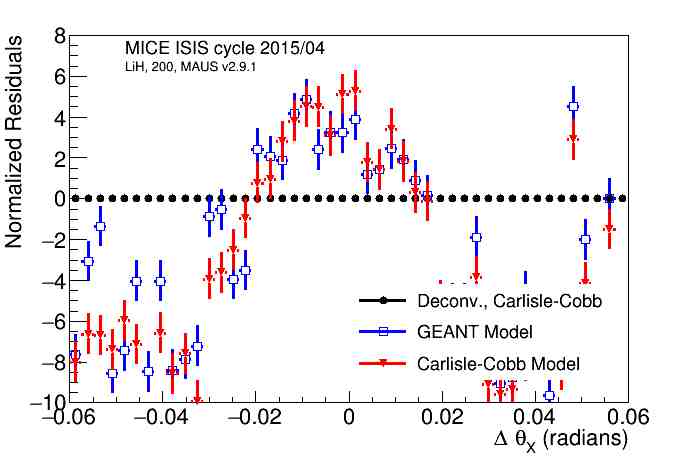 MICE ISIS cycle 2015/04
LiH, 200, MAUS v2.9.1
Normalized Residuals
8
6
4
2
0
−2
−4
−6
−8
−10
Deconv., Carlisle-Cobb
GEANT Model
Carlisle-Cobb Model
−0.06 −0.04 −0.02 0 0.02 0.04 0.06
Δ θX (radians)